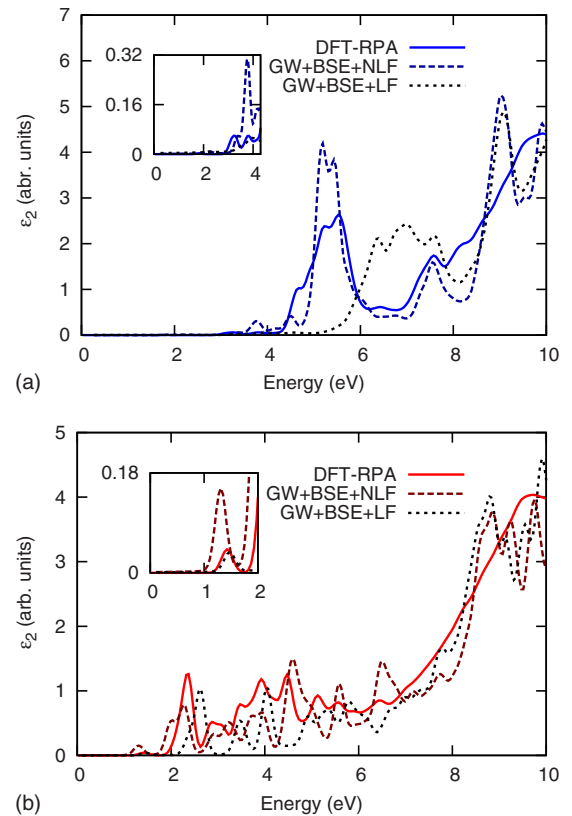 7
6
5
4
3
2
1
0
ε₂ (abr. units)
0.32
0.16
0
0 2 4
DFT-RPA
GW+BSE+NLF
GW+BSE+LF
0 2 4 6 8 10
Energy (eV)
(a)
5
4
3
2
1
0
ε₂ (arb. units)
0.18
0
0 1 2
DFT-RPA
GW+BSE+NLF
GW+BSE+LF
0 2 4 6 8 10
Energy (eV)
(b)